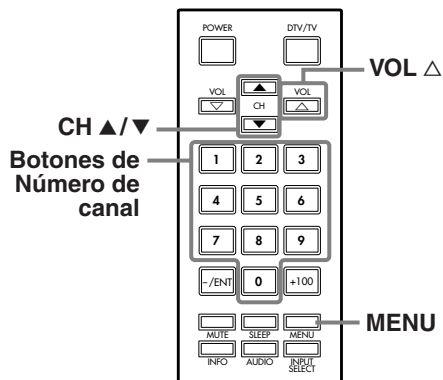 POWER DTV/TV
VOL △
VOL ▽ ▲ CH ▼ VOL △
CH ▲/▼
Botones de
Número de
canal
1 2 3
4 5 6
7 8 9
–/ENT 0 +100
MENU
MUTE SLEEP MENU
INFO AUDIO INPUT
SELECT